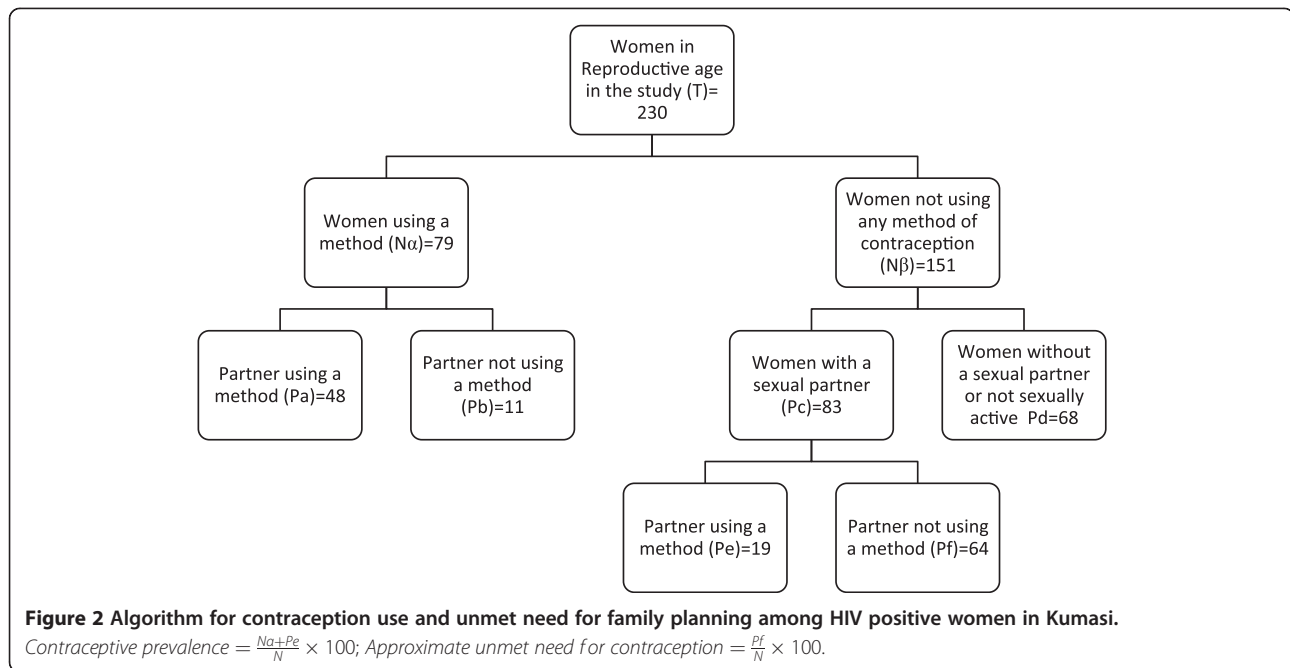 Women in
Reproductive age
in the study (T)=
230
Women using a
method (Nα)=79
Women not using
any method of
contraception
(Nβ)=151
Partner using a
method (Pa)=48
Partner not using
a method
(Pb)=11
Women with a
sexual partner
(Pc)=83
Women without
a sexual partner
or not sexually
active Pd=68
Partner using a
method (Pe)=19
Partner not using
a method (Pf)=64
Figure 2 Algorithm for contraception use and unmet need for family planning among HIV positive women in Kumasi.
Contraceptive prevalence = \frac{Na+Pe}{N} × 100; Approximate unmet need for contraception = \frac{Pf}{N} × 100.